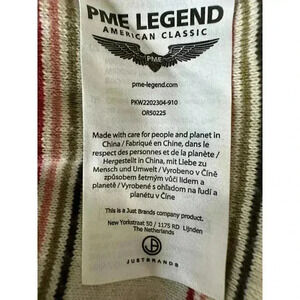 PME LEGEND
AMERICAN CLASSIC
PME
pme-legend.com
PKW2202304-910
OR50225
Made with care for people and planet in
China / Fabriqué en Chine, dans le
respect des personnes et de la planète /
Hergestellt in China, mit Liebe zu
Mensch und Umwelt / Vyrobeno v Číně
způsobem šetrným vůči lidem a
planetě / Vyrobené s ohľadom na ľudí a
planétu v Číne
This is a Just Brands company product.
New Yorkstraat 50 / 1175 RD Lijnden
The Netherlands
JUSTBRANDS